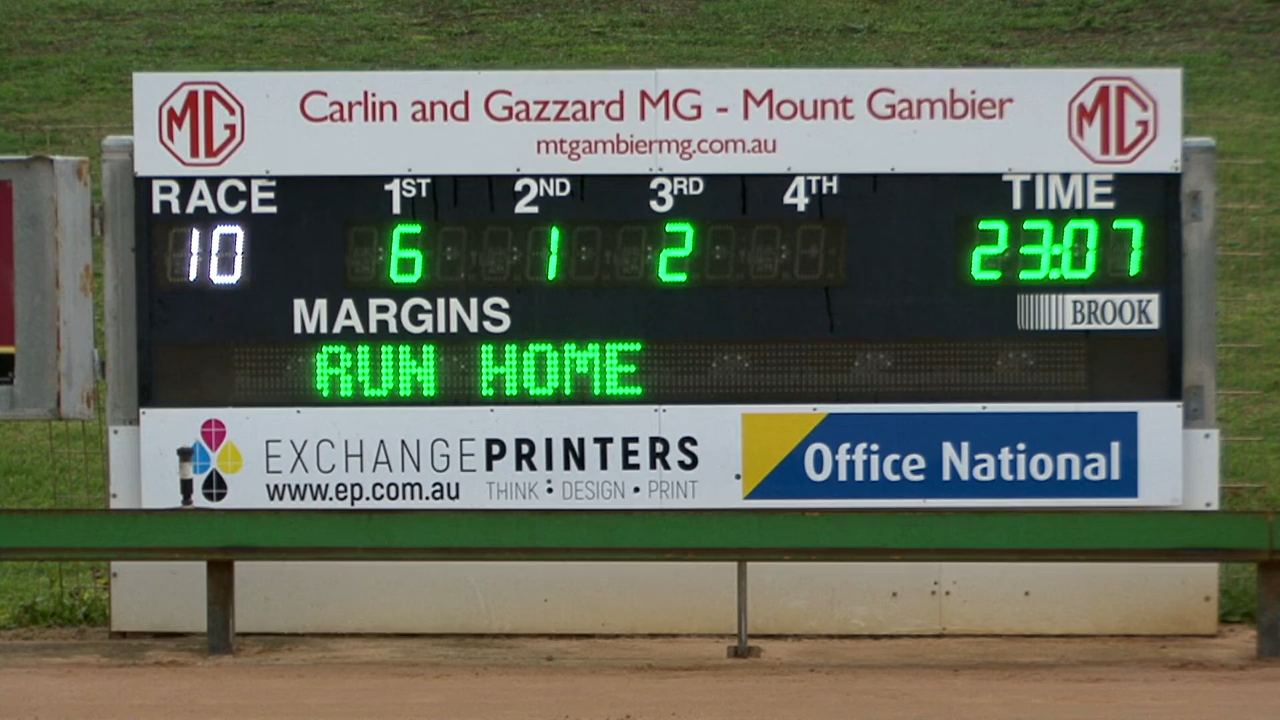 MG Carlin and Gazzard MG - Mount Gambier MG
mtgambiermg.com.au
RACE 1ST 2ND 3RD 4TH TIME
10 6 1 2 23:07
MARGINS BROOK
RUN HOME
EXCHANGEPRINTERS
www.ep.com.au THINK : DESIGN • PRINT
Office National